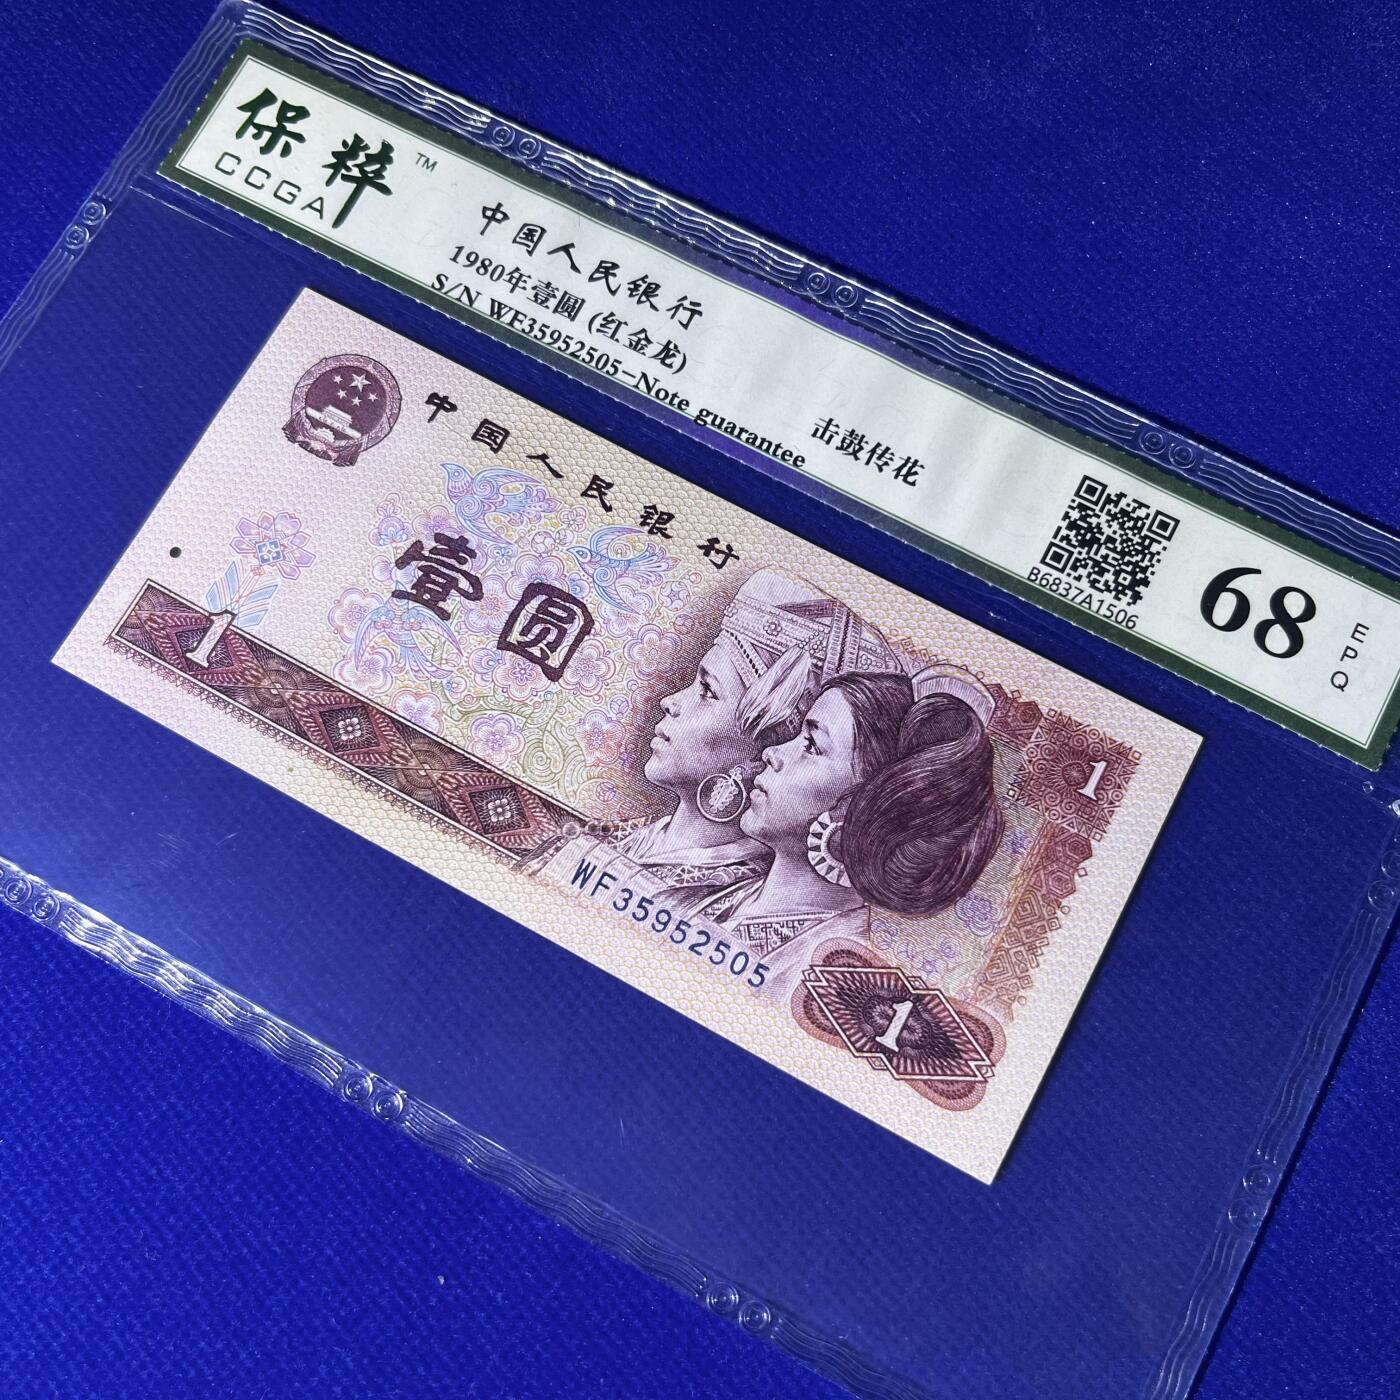 保粹™
CCGA
中国人民银行
1980年壹圆 (红金龙)
S/N WF35952505-Note guarantee
击鼓传花
B6837A1506
68
EPQ
中国人民银行
壹圆
1
1
WF35952505
1